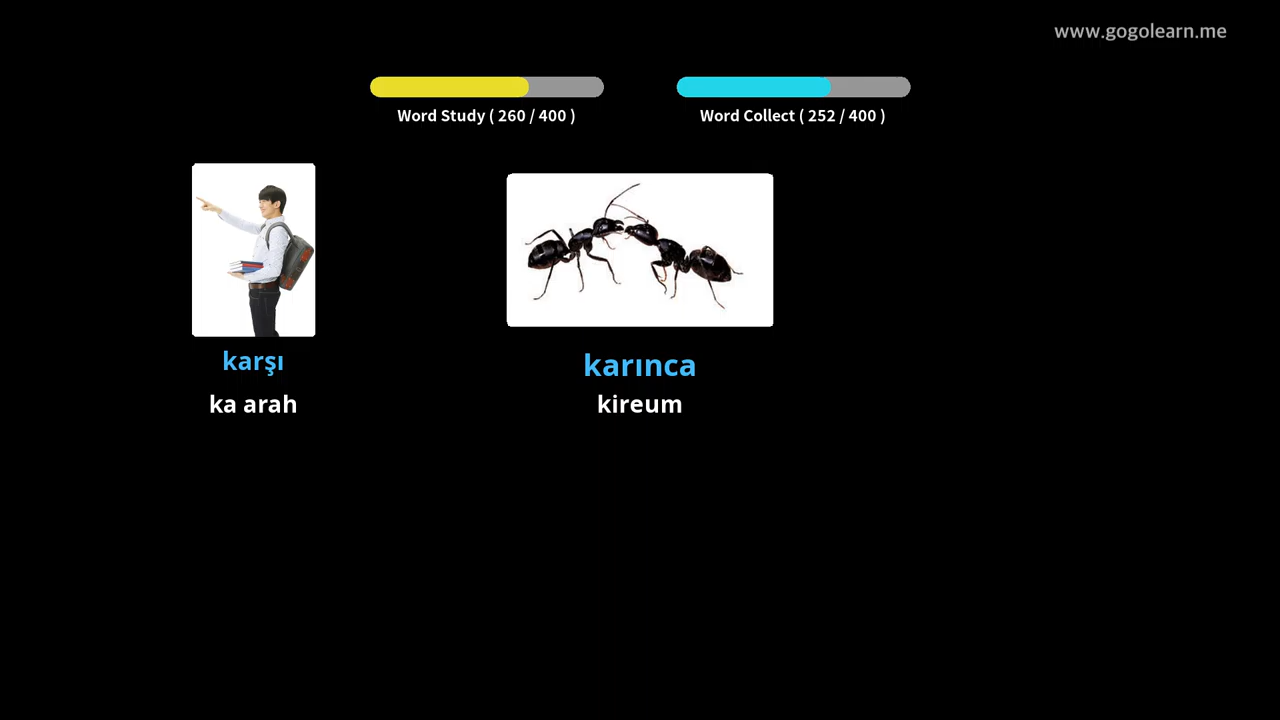 www.gogolearn.me
Word Study ( 260 / 400 )
Word Collect ( 252 / 400 )
karşı
ka arah
karınca
kireum